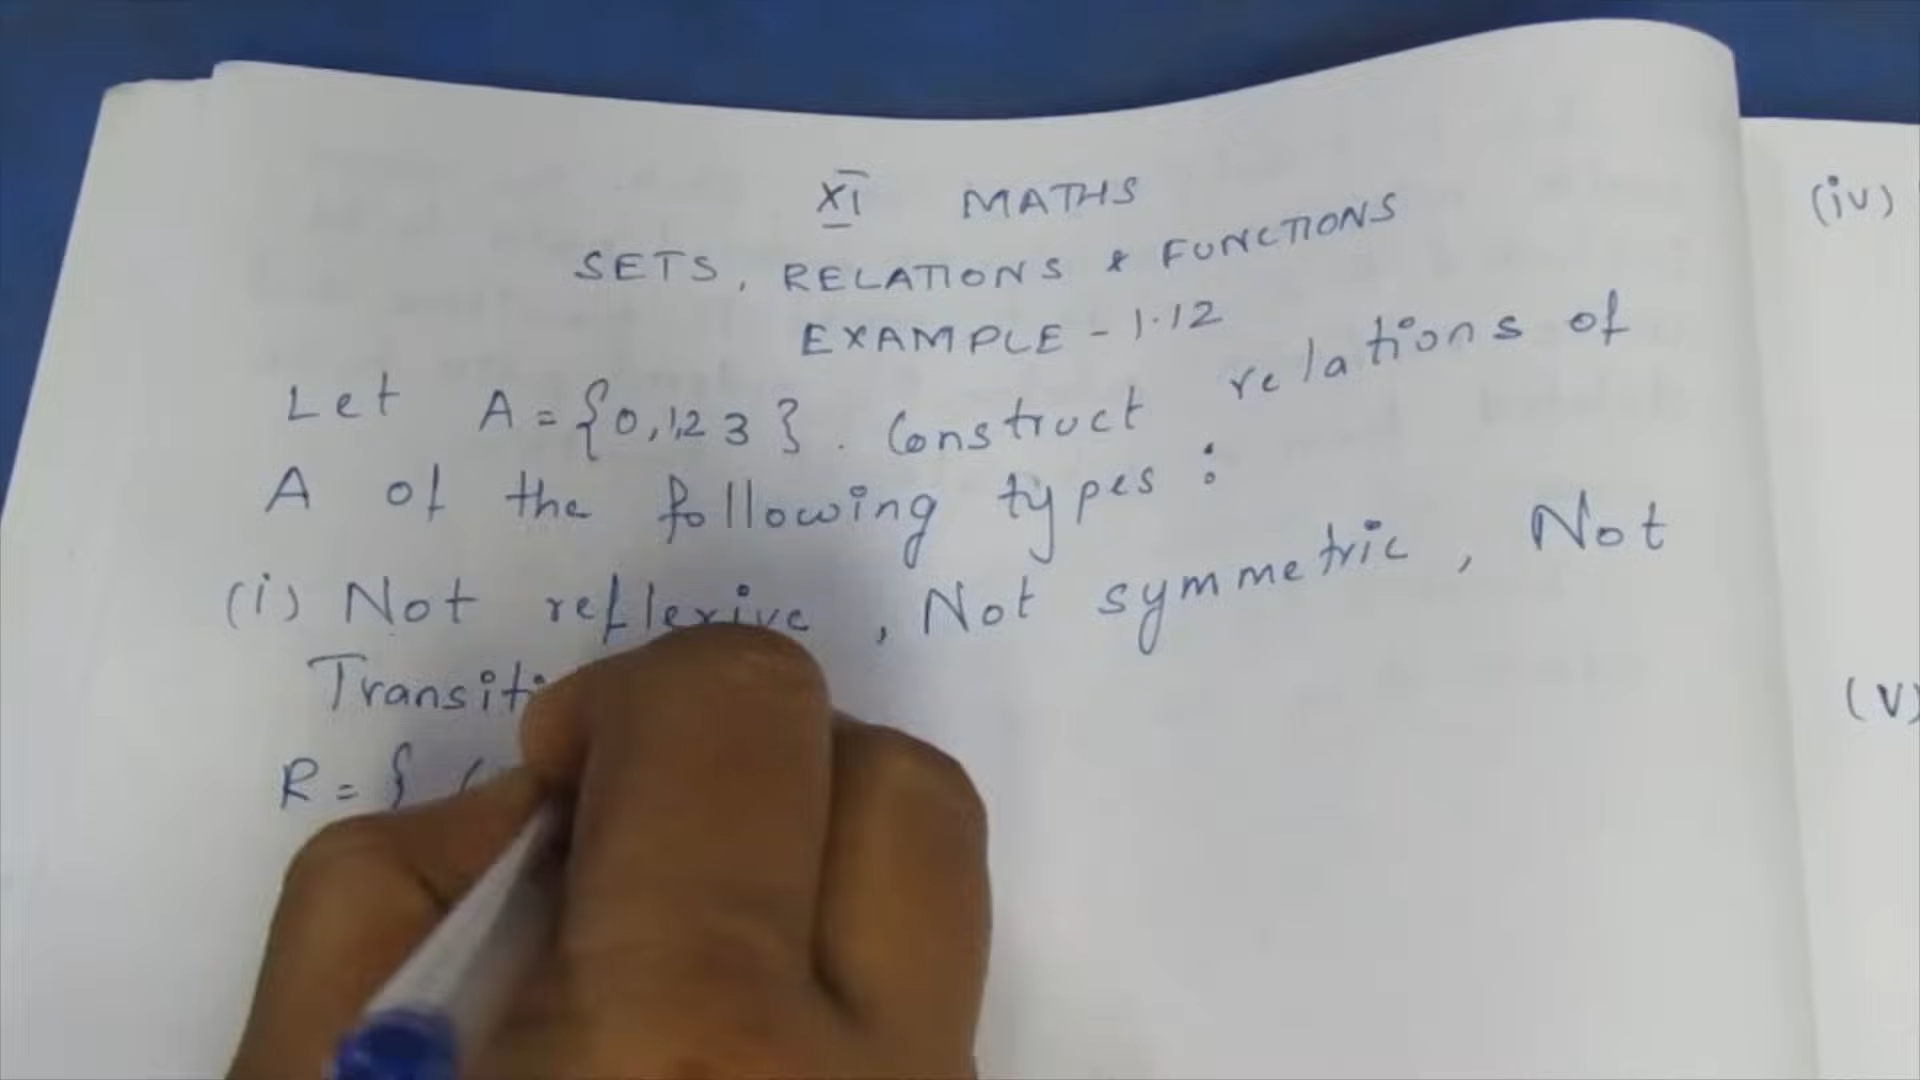 XI MATHS
SETS, RELATIONS & FUNCTIONS
EXAMPLE - 1.12
Let A = {0,1,2 3}. Construct relations of
A of the following types :
(i) Not reflexive, Not symmetric, Not
R = { (
(iv)
(V)